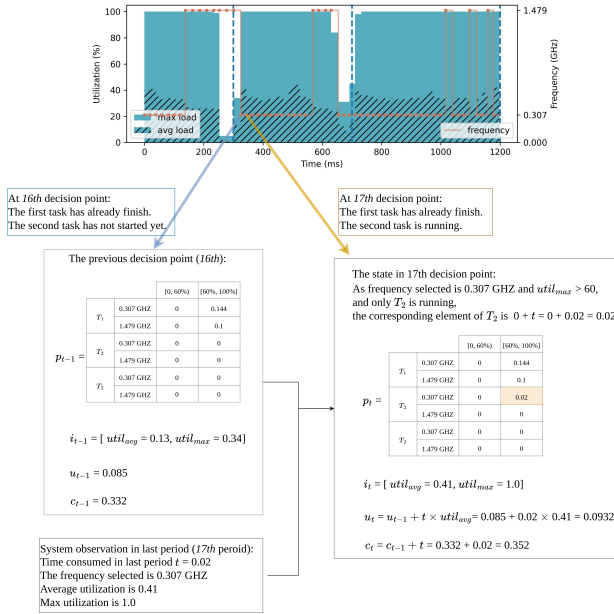 100
80
60
40
20
0
Utilization (%)
max load
avg load
frequency
1.479
0.307
0.000
Frequency (GHz)
0 200 400 600 800 1000 1200
Time (ms)
At 16th decision point:
The first task has already finish.
The second task has not started yet.
At 17th decision point:
The first task has already finish.
The second task is running.
The previous decision point (16th):
[0, 60%) [60%, 100%]
T₁ 0.307 GHZ 0 0.144
1.479 GHZ 0 0.1
T₂ 0.307 GHZ 0 0
1.479 GHZ 0 0
T₂ 0.307 GHZ 0 0
1.479 GHZ 0 0
pₜ₋₁ =
iₜ₋₁ = [ util_avg = 0.13, util_max = 0.34]
uₜ₋₁ = 0.085
cₜ₋₁ = 0.332
System observation in last period (17th peroid):
Time consumed in last period t = 0.02
The frequency selected is 0.307 GHZ
Average utilization is 0.41
Max utilization is 1.0
The state in 17th decision point:
As frequency selected is 0.307 GHZ and util_max > 60,
and only T₂ is running,
the corresponding element of T₂ is 0 + t = 0 + 0.02 = 0.02
[0, 60%) [60%, 100%]
T₁ 0.307 GHZ 0 0.144
1.479 GHZ 0 0.1
T₂ 0.307 GHZ 0 0.02
1.479 GHZ 0 0
T₂ 0.307 GHZ 0 0
1.479 GHZ 0 0
pₜ =
iₜ = [ util_avg = 0.41, util_max = 1.0]
uₜ = uₜ₋₁ + t × util_avg = 0.085 + 0.02 × 0.41 = 0.0932
cₜ = cₜ₋₁ + t = 0.332 + 0.02 = 0.352